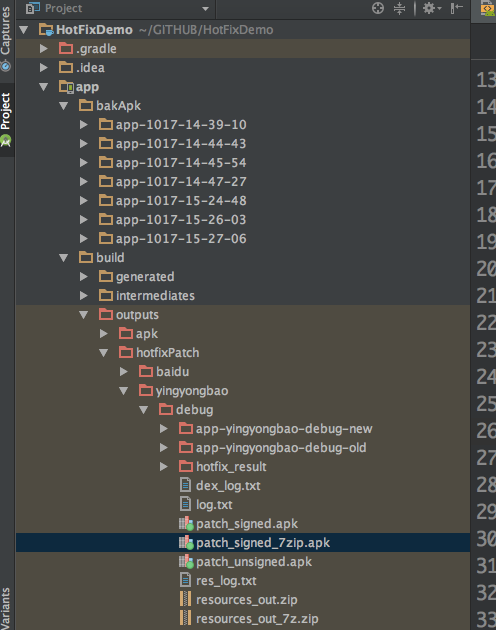 Project
HotFixDemo ~/GITHUB/HotFixDemo
.gradle
.idea
app
bakApk
app-1017-14-39-10
app-1017-14-44-43
app-1017-14-45-54
app-1017-14-47-27
app-1017-15-24-48
app-1017-15-26-03
app-1017-15-27-06
build
generated
intermediates
outputs
apk
hotfixPatch
baidu
yingyongbao
debug
app-yingyongbao-debug-new
app-yingyongbao-debug-old
hotfix_result
dex_log.txt
log.txt
patch_signed.apk
patch_signed_7zip.apk
patch_unsigned.apk
res_log.txt
resources_out.zip
resources_out_7z.zip
Captures
Project
Variants
13
14
15
16
17
18
19
20
21
22
23
24
25
26
27
28
29
30
31
32
33